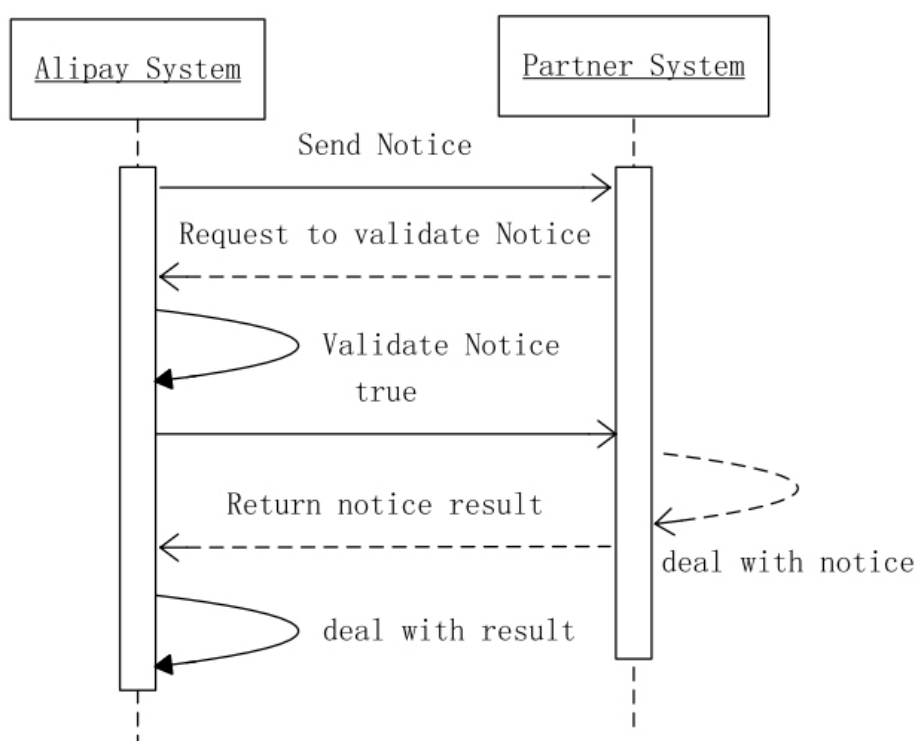 Alipay System
Partner System
Send Notice
Request to validate Notice
Validate Notice
true
Return notice result
deal with notice
deal with result